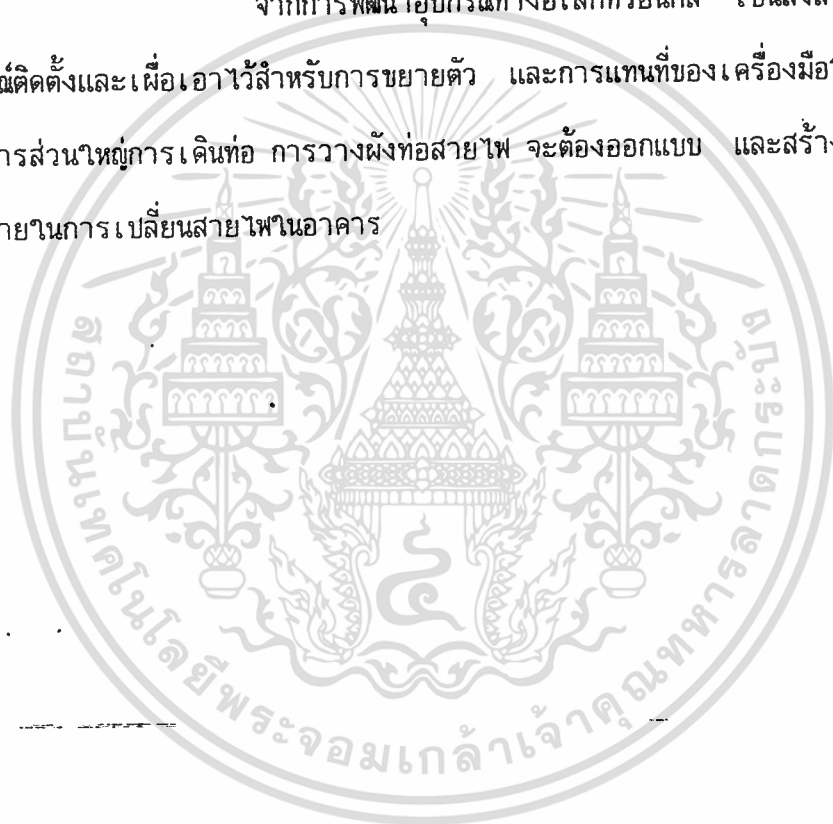 จากการพัฒนาอุปกรณ์ทางอิเล็กทรอนิกส์ เป็นสิ่ง
ณ์ติดตั้งและเผื่อเอาไว้สำหรับการขยายตัว และการแทนที่ของเครื่องมือ
ารส่วนใหญ่การเดินท่อ การวางผังท่อสายไฟ จะต้องออกแบบ และสร้าง
ายในการเปลี่ยนสายไฟในอาคาร
สถาบันเทคโนโลยีพระจอมเกล้าเจ้าคุณทหารลาดกระบัง